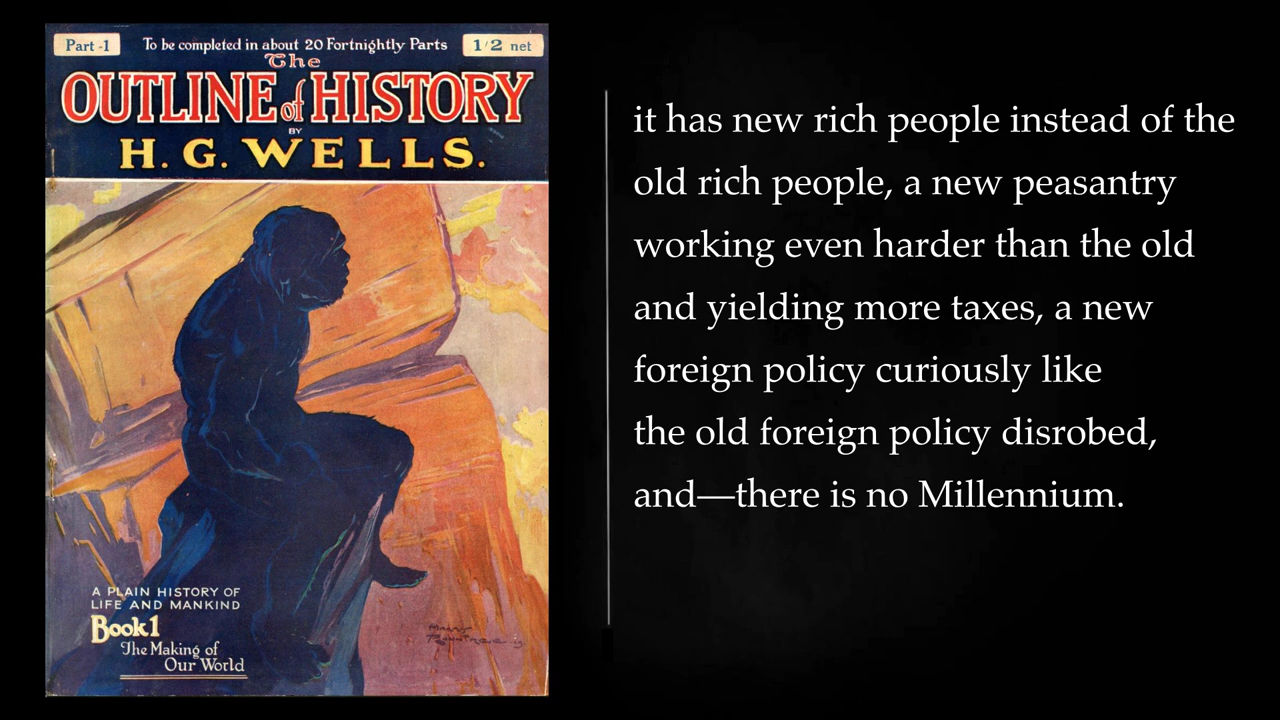 Part -1
To be completed in about 20 Fortnightly Parts
1/2 net
The
OUTLINE of HISTORY
BY
H. G. WELLS.
A PLAIN HISTORY OF
LIFE AND MANKIND
Book 1
The Making of
Our World
it has new rich people instead of the
old rich people, a new peasantry
working even harder than the old
and yielding more taxes, a new
foreign policy curiously like
the old foreign policy disrobed,
and—there is no Millennium.